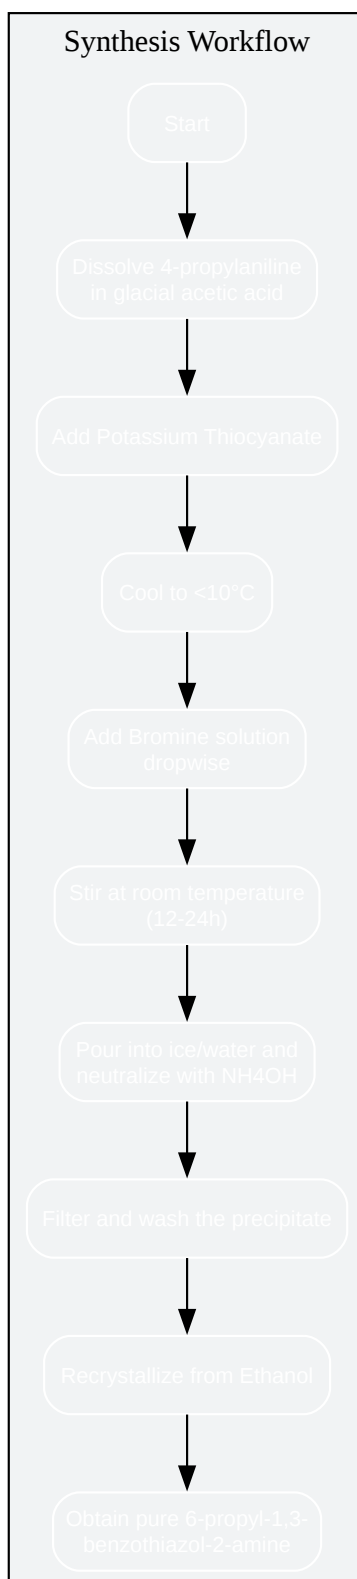 Synthesis Workflow
Start
Dissolve 4-propylaniline
in glacial acetic acid
Add Potassium Thiocyanate
Cool to <10°C
Add Bromine solution
dropwise
Stir at room temperature
(12-24h)
Pour into ice/water and
neutralize with NH4OH
Filter and wash the precipitate
Recrystallize from Ethanol
Obtain pure 6-propyl-1,3-
benzothiazol-2-amine